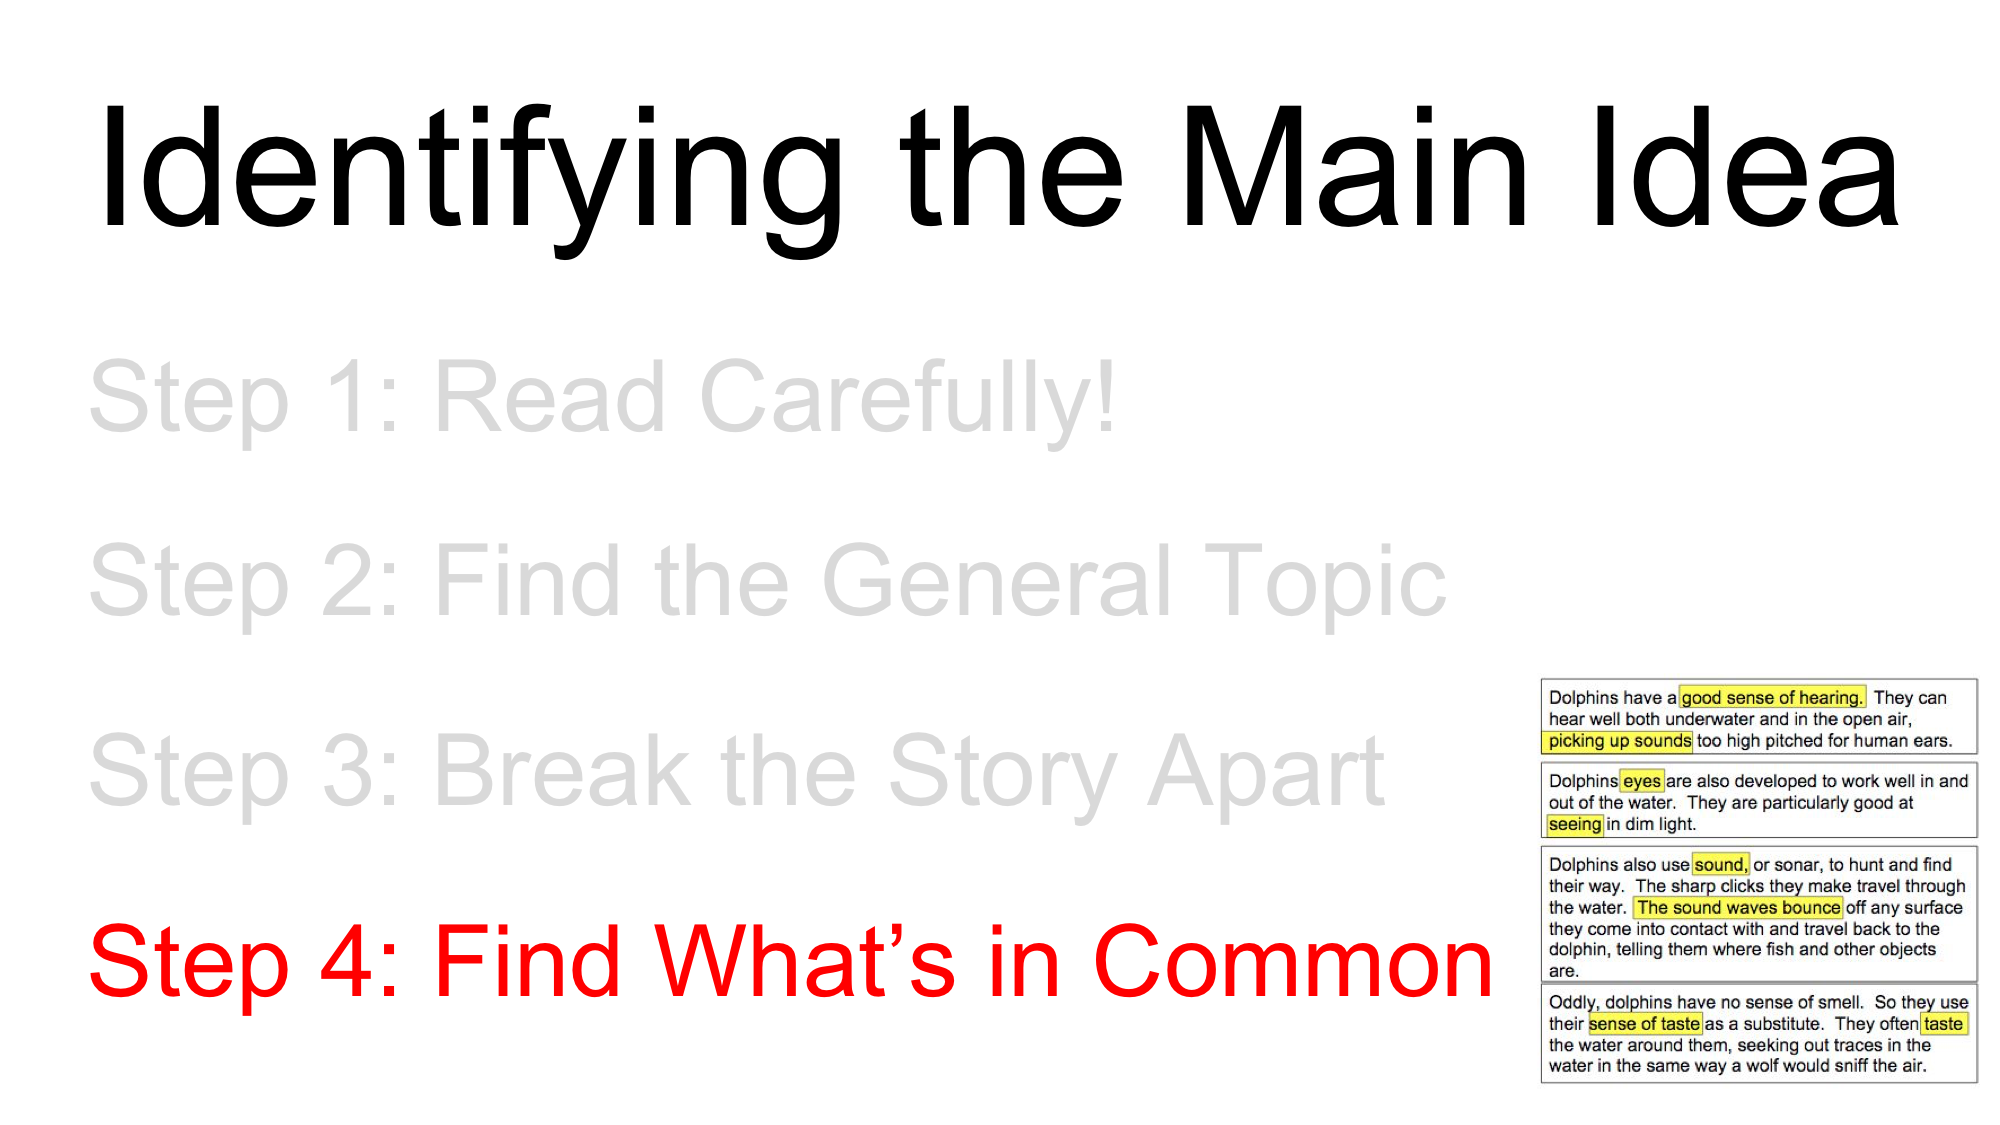 Identifying the Main Idea
Step 1: Read Carefully!
Step 2: Find the General Topic
Step 3: Break the Story Apart
Step 4: Find What’s in Common
Dolphins have a good sense of hearing. They can
hear well both underwater and in the open air,
picking up sounds too high pitched for human ears.
Dolphins eyes are also developed to work well in and
out of the water. They are particularly good at
seeing in dim light.
Dolphins also use sound, or sonar, to hunt and find
their way. The sharp clicks they make travel through
the water. The sound waves bounce off any surface
they come into contact with and travel back to the
dolphin, telling them where fish and other objects
are.
Oddly, dolphins have no sense of smell. So they use
their sense of taste as a substitute. They often taste
the water around them, seeking out traces in the
water in the same way a wolf would sniff the air.